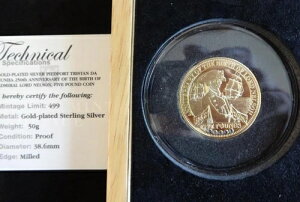 Technical
Specifications
GOLD-PLATED SILVER PIEDFORT TRISTAN DA
CUNHA 250th ANNIVERSARY OF THE BIRTH OF
ADMIRAL LORD NELSON, FIVE POUND COIN
hereby certify the following:
Mintage Limit: 499
Metal: Gold-plated Sterling Silver
Weight: 50g
Condition: Proof
Diameter: 38.6mm
Edge: Milled